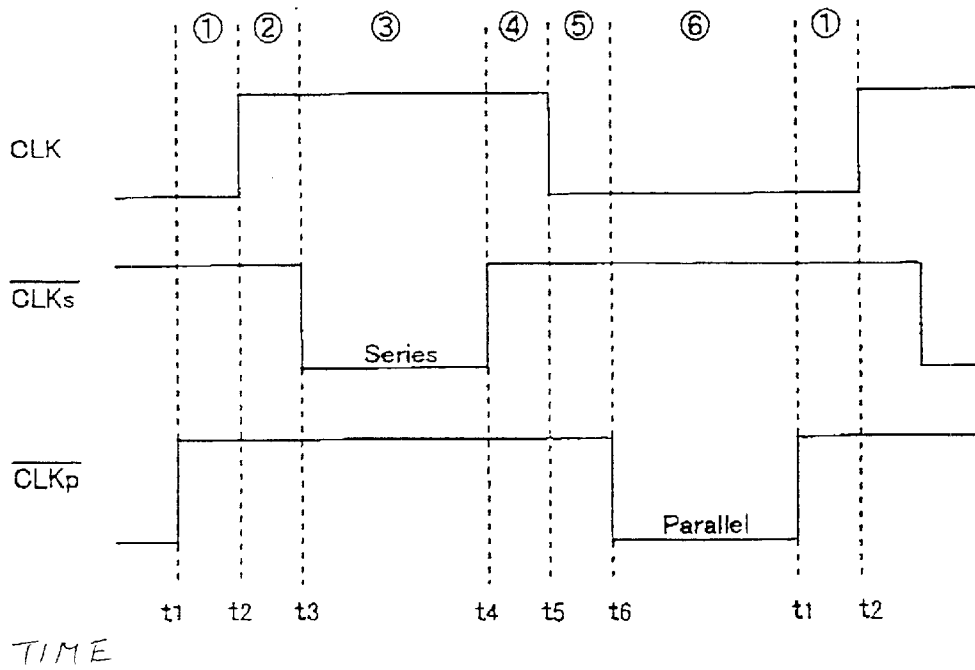 ① ② ③ ④ ⑤ ⑥ ①
CLK
CLKs
Series
CLKp
Parallel
t1 t2 t3 t4 t5 t6 t1 t2
TIME